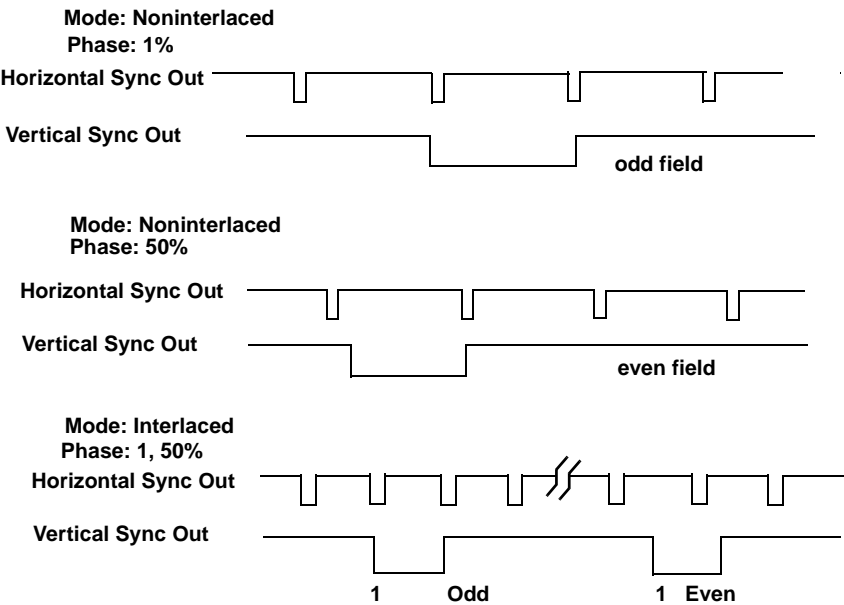 Mode: Noninterlaced
Phase: 1%
Horizontal Sync Out
Vertical Sync Out
odd field
Mode: Noninterlaced
Phase: 50%
Horizontal Sync Out
Vertical Sync Out
even field
Mode: Interlaced
Phase: 1, 50%
Horizontal Sync Out
Vertical Sync Out
1 Odd 1 Even